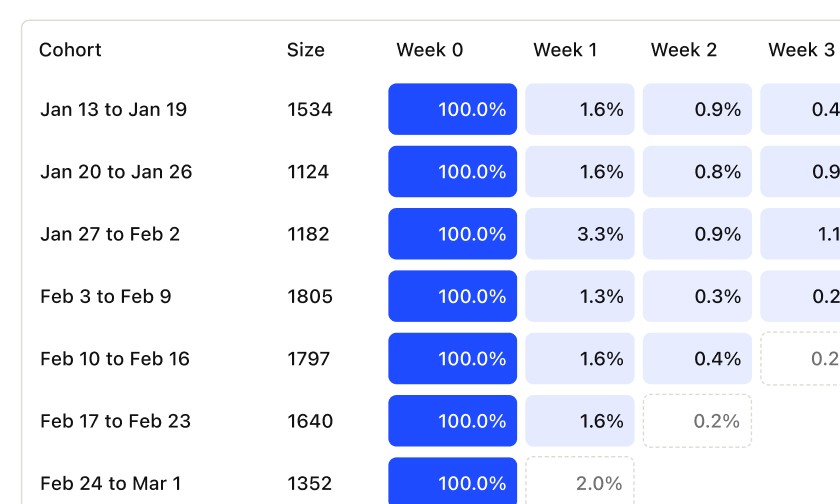 Cohort Size Week 0 Week 1 Week 2 Week 3
Jan 13 to Jan 19 1534 100.0% 1.6% 0.9% 0.4
Jan 20 to Jan 26 1124 100.0% 1.6% 0.8% 0.9
Jan 27 to Feb 2 1182 100.0% 3.3% 0.9% 1.1
Feb 3 to Feb 9 1805 100.0% 1.3% 0.3% 0.2
Feb 10 to Feb 16 1797 100.0% 1.6% 0.4% 0.2
Feb 17 to Feb 23 1640 100.0% 1.6% 0.2%
Feb 24 to Mar 1 1352 100.0% 2.0%